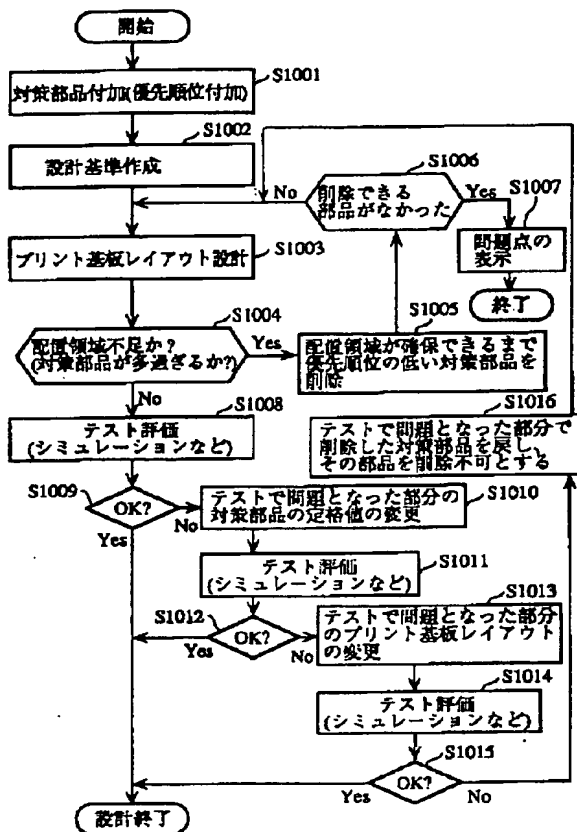 開始
S1001
対策部品付加(優先順位付加)
S1002
設計基準作成
S1006
No
削除できる
部品がなかった
Yes
S1007
問題点の
表示
終了
S1003
プリント基板レイアウト設計
S1004
配置領域不足か?
(対策部品が多過ぎるか?)
Yes
No
S1005
配置領域が確保できるまで
優先順位の低い対策部品を
削除
S1008
テスト評価
(シミュレーションなど)
S1016
テストで問題となった部分で
削除した対策部品を戻し、
その部品を削除不可とする
S1009
OK?
No
Yes
S1010
テストで問題となった部分の
対策部品の定格値の変更
S1011
テスト評価
(シミュレーションなど)
S1012
OK?
Yes
No
S1013
テストで問題となった部分
のプリント基板レイアウト
の変更
S1014
テスト評価
(シミュレーションなど)
S1015
OK?
Yes
No
設計終了